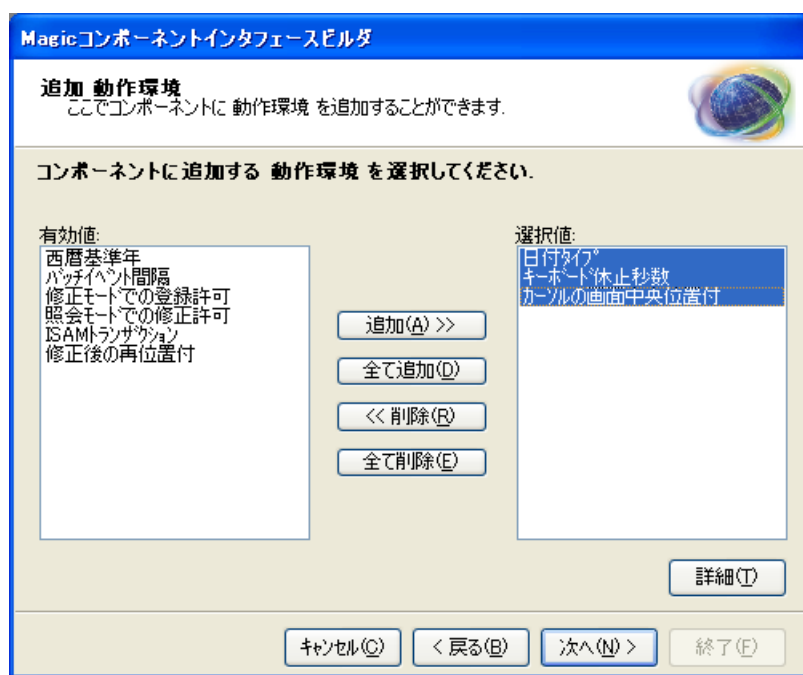 Magicコンポーネントインタフェースビルダ
追加 動作環境
ここでコンポーネントに 動作環境 を追加することができます.
コンポーネントに追加する 動作環境 を選択してください.
有効値:
西暦基準年
ﾊﾞｯﾁｲﾍﾞﾝﾄ間隔
修正ﾓｰﾄﾞでの登録許可
照会ﾓｰﾄﾞでの修正許可
ISAMﾄﾗﾝｻﾞｸｼｮﾝ
修正後の再位置付
追加(A) >>
全て追加(D)
<< 削除(R)
全て削除(E)
選択値:
日付ﾀｲﾌﾟ
ｷｰﾎﾞｰﾄﾞ休止秒数
ｶｰｿﾙの画面中央位置付
詳細(T)
ｷｬﾝｾﾙ(C)
< 戻る(B)
次へ(N) >
終了(F)